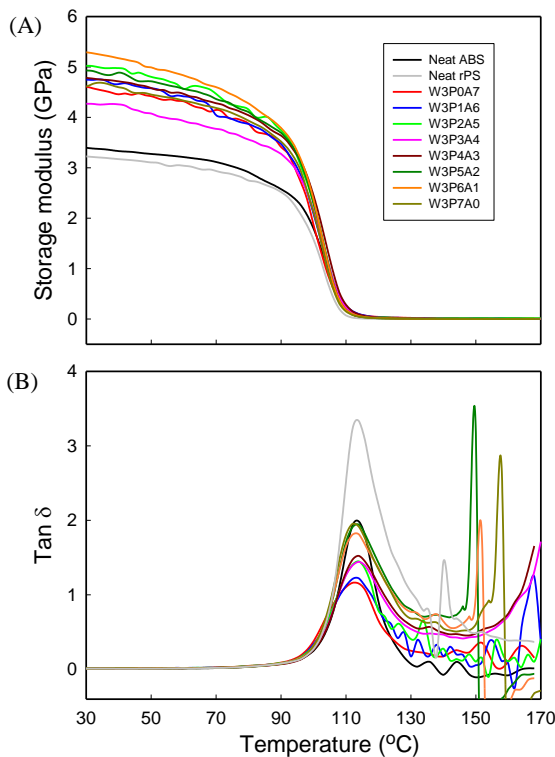 (A)
6
5
4
3
2
1
0
Storage modulus (GPa)
Neat ABS
Neat rPS
W3P0A7
W3P1A6
W3P2A5
W3P3A4
W3P4A3
W3P5A2
W3P6A1
W3P7A0
(B)
4
3
2
1
0
Tan δ
30 50 70 90 110 130 150 170
Temperature (ºC)